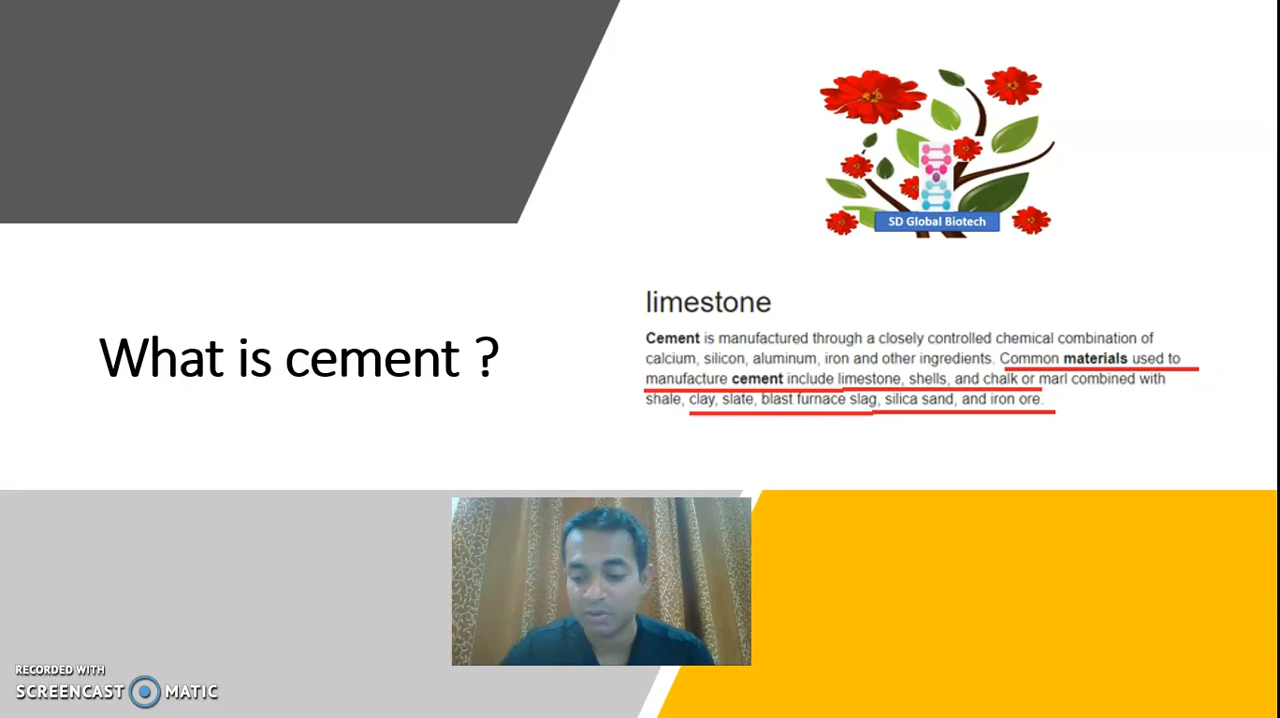 SD Global Biotech
What is cement ?
limestone
Cement is manufactured through a closely controlled chemical combination of
calcium, silicon, aluminum, iron and other ingredients. Common materials used to
manufacture cement include limestone, shells, and chalk or marl combined with
shale, clay, slate, blast furnace slag, silica sand, and iron ore.
RECORDED WITH
SCREENCAST MATIC